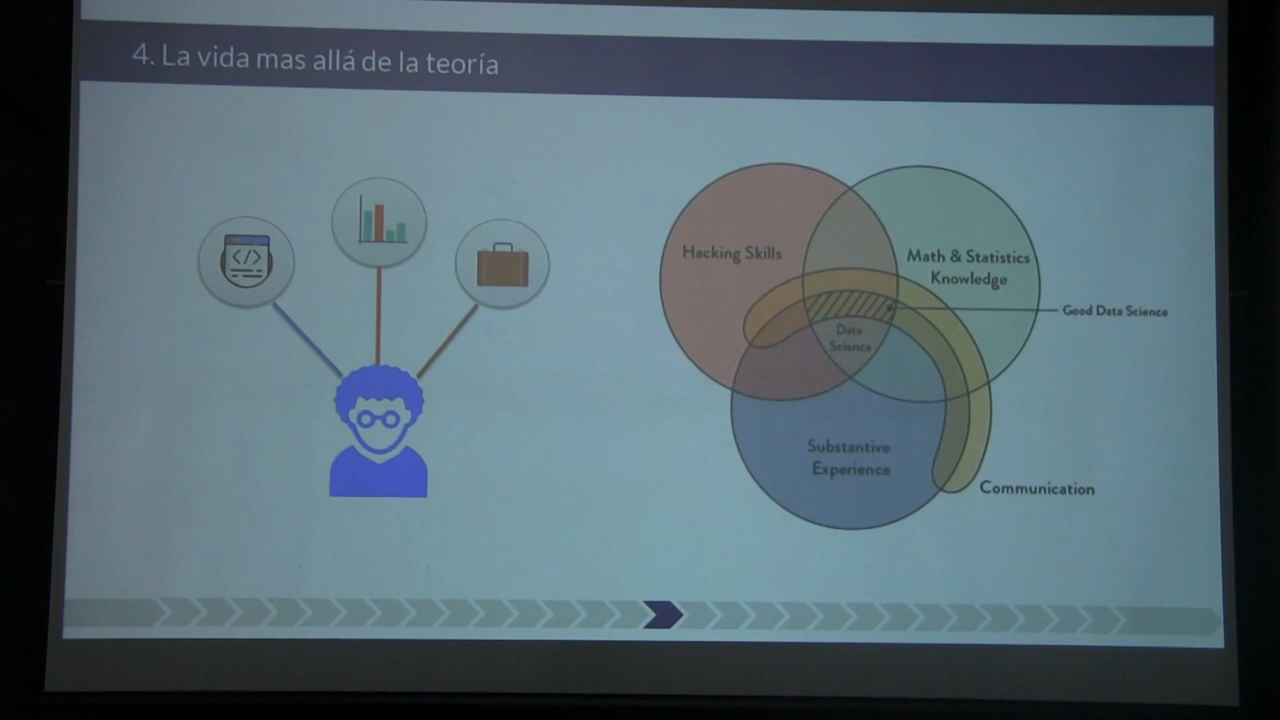 4. La vida mas allá de la teoría
</>
Hacking Skills
Math & Statistics
Knowledge
Good Data Science
Data
Science
Substantive
Experience
Communication